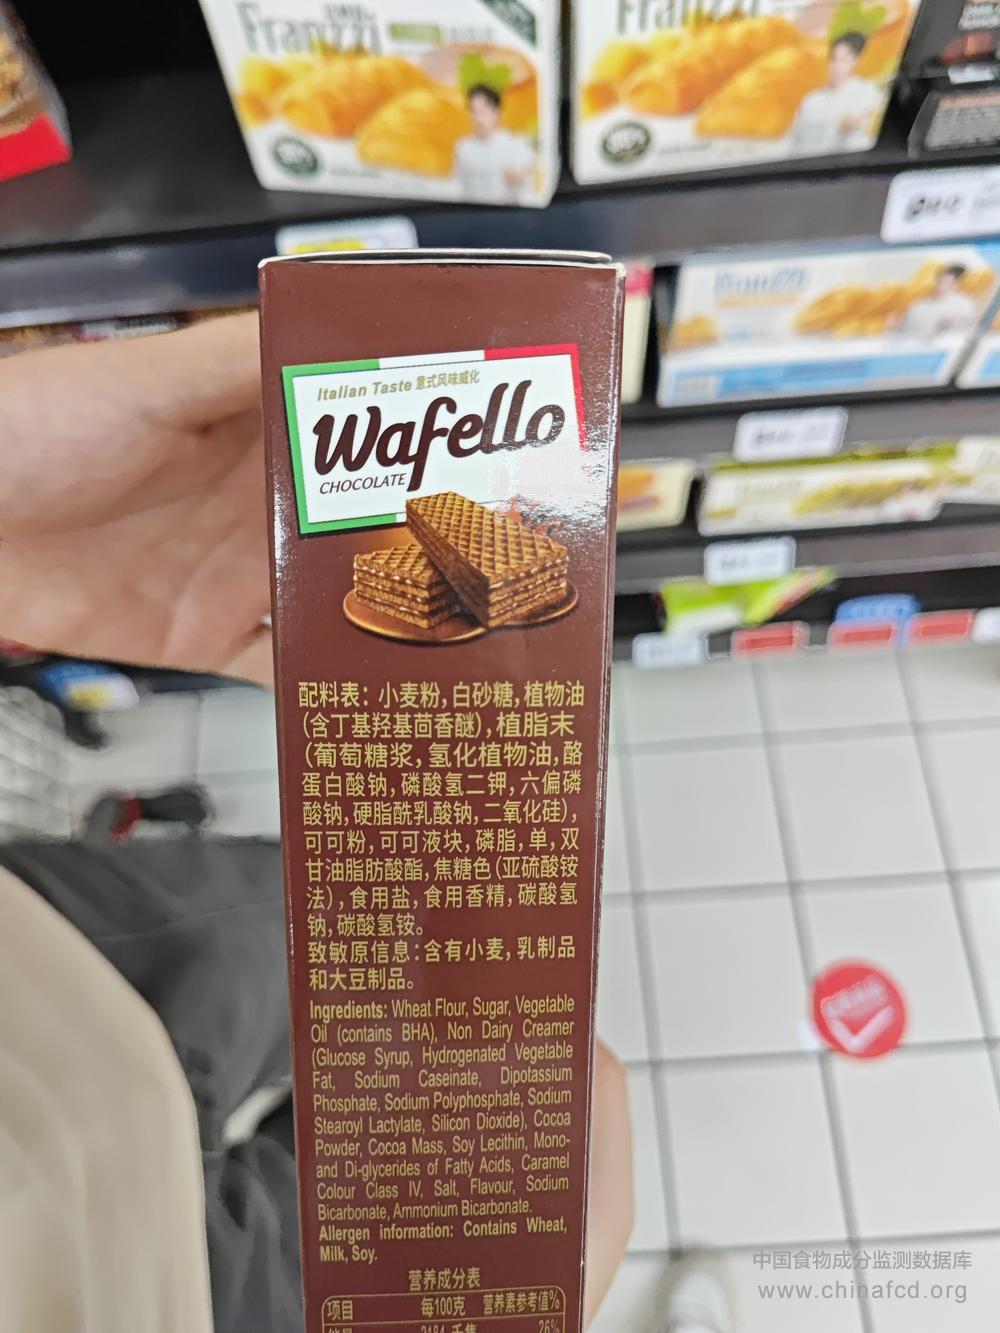 Franzzi
Franzzi
Italian Taste 意式风味威化
Wafello
CHOCOLATE
配料表：小麦粉，白砂糖，植物油
（含丁基羟基茴香醚），植脂末
（葡萄糖浆，氢化植物油，酪
蛋白酸钠，磷酸氢二钾，六偏磷
酸钠，硬脂酰乳酸钠，二氧化硅），
可可粉，可可液块，磷脂，单，双
甘油脂肪酸酯，焦糖色（亚硫酸铵
法），食用盐，食用香精，碳酸氢
钠，碳酸氢铵。
致敏原信息：含有小麦，乳制品
和大豆制品。
Ingredients: Wheat Flour, Sugar, Vegetable
Oil (contains BHA), Non Dairy Creamer
(Glucose Syrup, Hydrogenated Vegetable
Fat, Sodium Caseinate, Dipotassium
Phosphate, Sodium Polyphosphate, Sodium
Stearoyl Lactylate, Silicon Dioxide), Cocoa
Powder, Cocoa Mass, Soy Lecithin, Mono-
and Di-glycerides of Fatty Acids, Caramel
Colour Class IV, Salt, Flavour, Sodium
Bicarbonate, Ammonium Bicarbonate.
Allergen information: Contains Wheat,
Milk, Soy.
营养成分表
项目 每100克 营养素参考值%
中国食物成分监测数据库
www.chinafcd.org